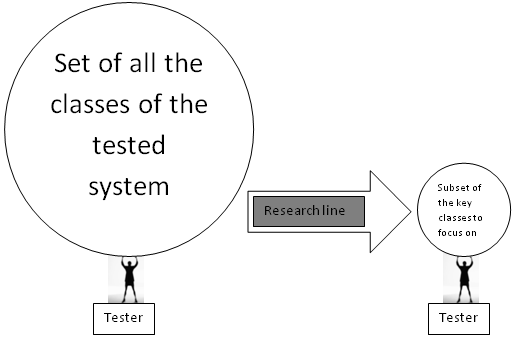 Set of all the
classes of the
tested
system
Research line
Subset of
the key
classes to
focus on
Tester
Tester